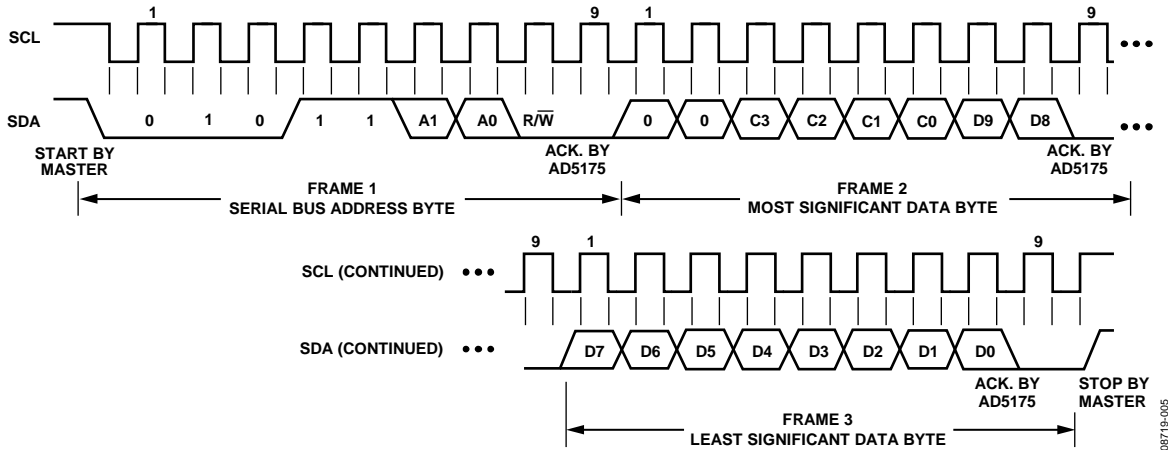 1 9 1 9
SCL
SDA 0 1 0 1 1 A1 A0 R/W̅ 0 0 C3 C2 C1 C0 D9 D8
START BY
MASTER
ACK. BY
AD5175
ACK. BY
AD5175
FRAME 1
SERIAL BUS ADDRESS BYTE
FRAME 2
MOST SIGNIFICANT DATA BYTE
9 1 9
SCL (CONTINUED)
SDA (CONTINUED) D7 D6 D5 D4 D3 D2 D1 D0
ACK. BY
AD5175
STOP BY
MASTER
FRAME 3
LEAST SIGNIFICANT DATA BYTE
08719-005